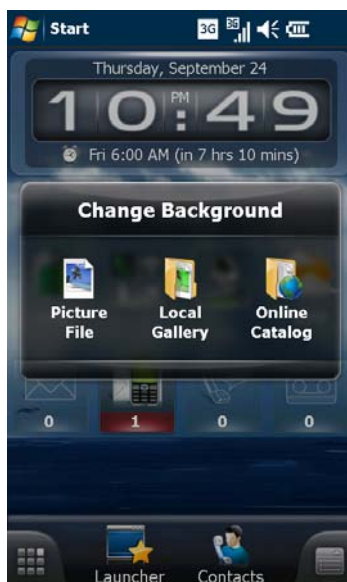 Start 3G 3G
Thursday, September 24
10:49 PM
Fri 6:00 AM (in 7 hrs 10 mins)
Change Background
Picture File
Local Gallery
Online Catalog
0 1 0 0
Launcher Contacts